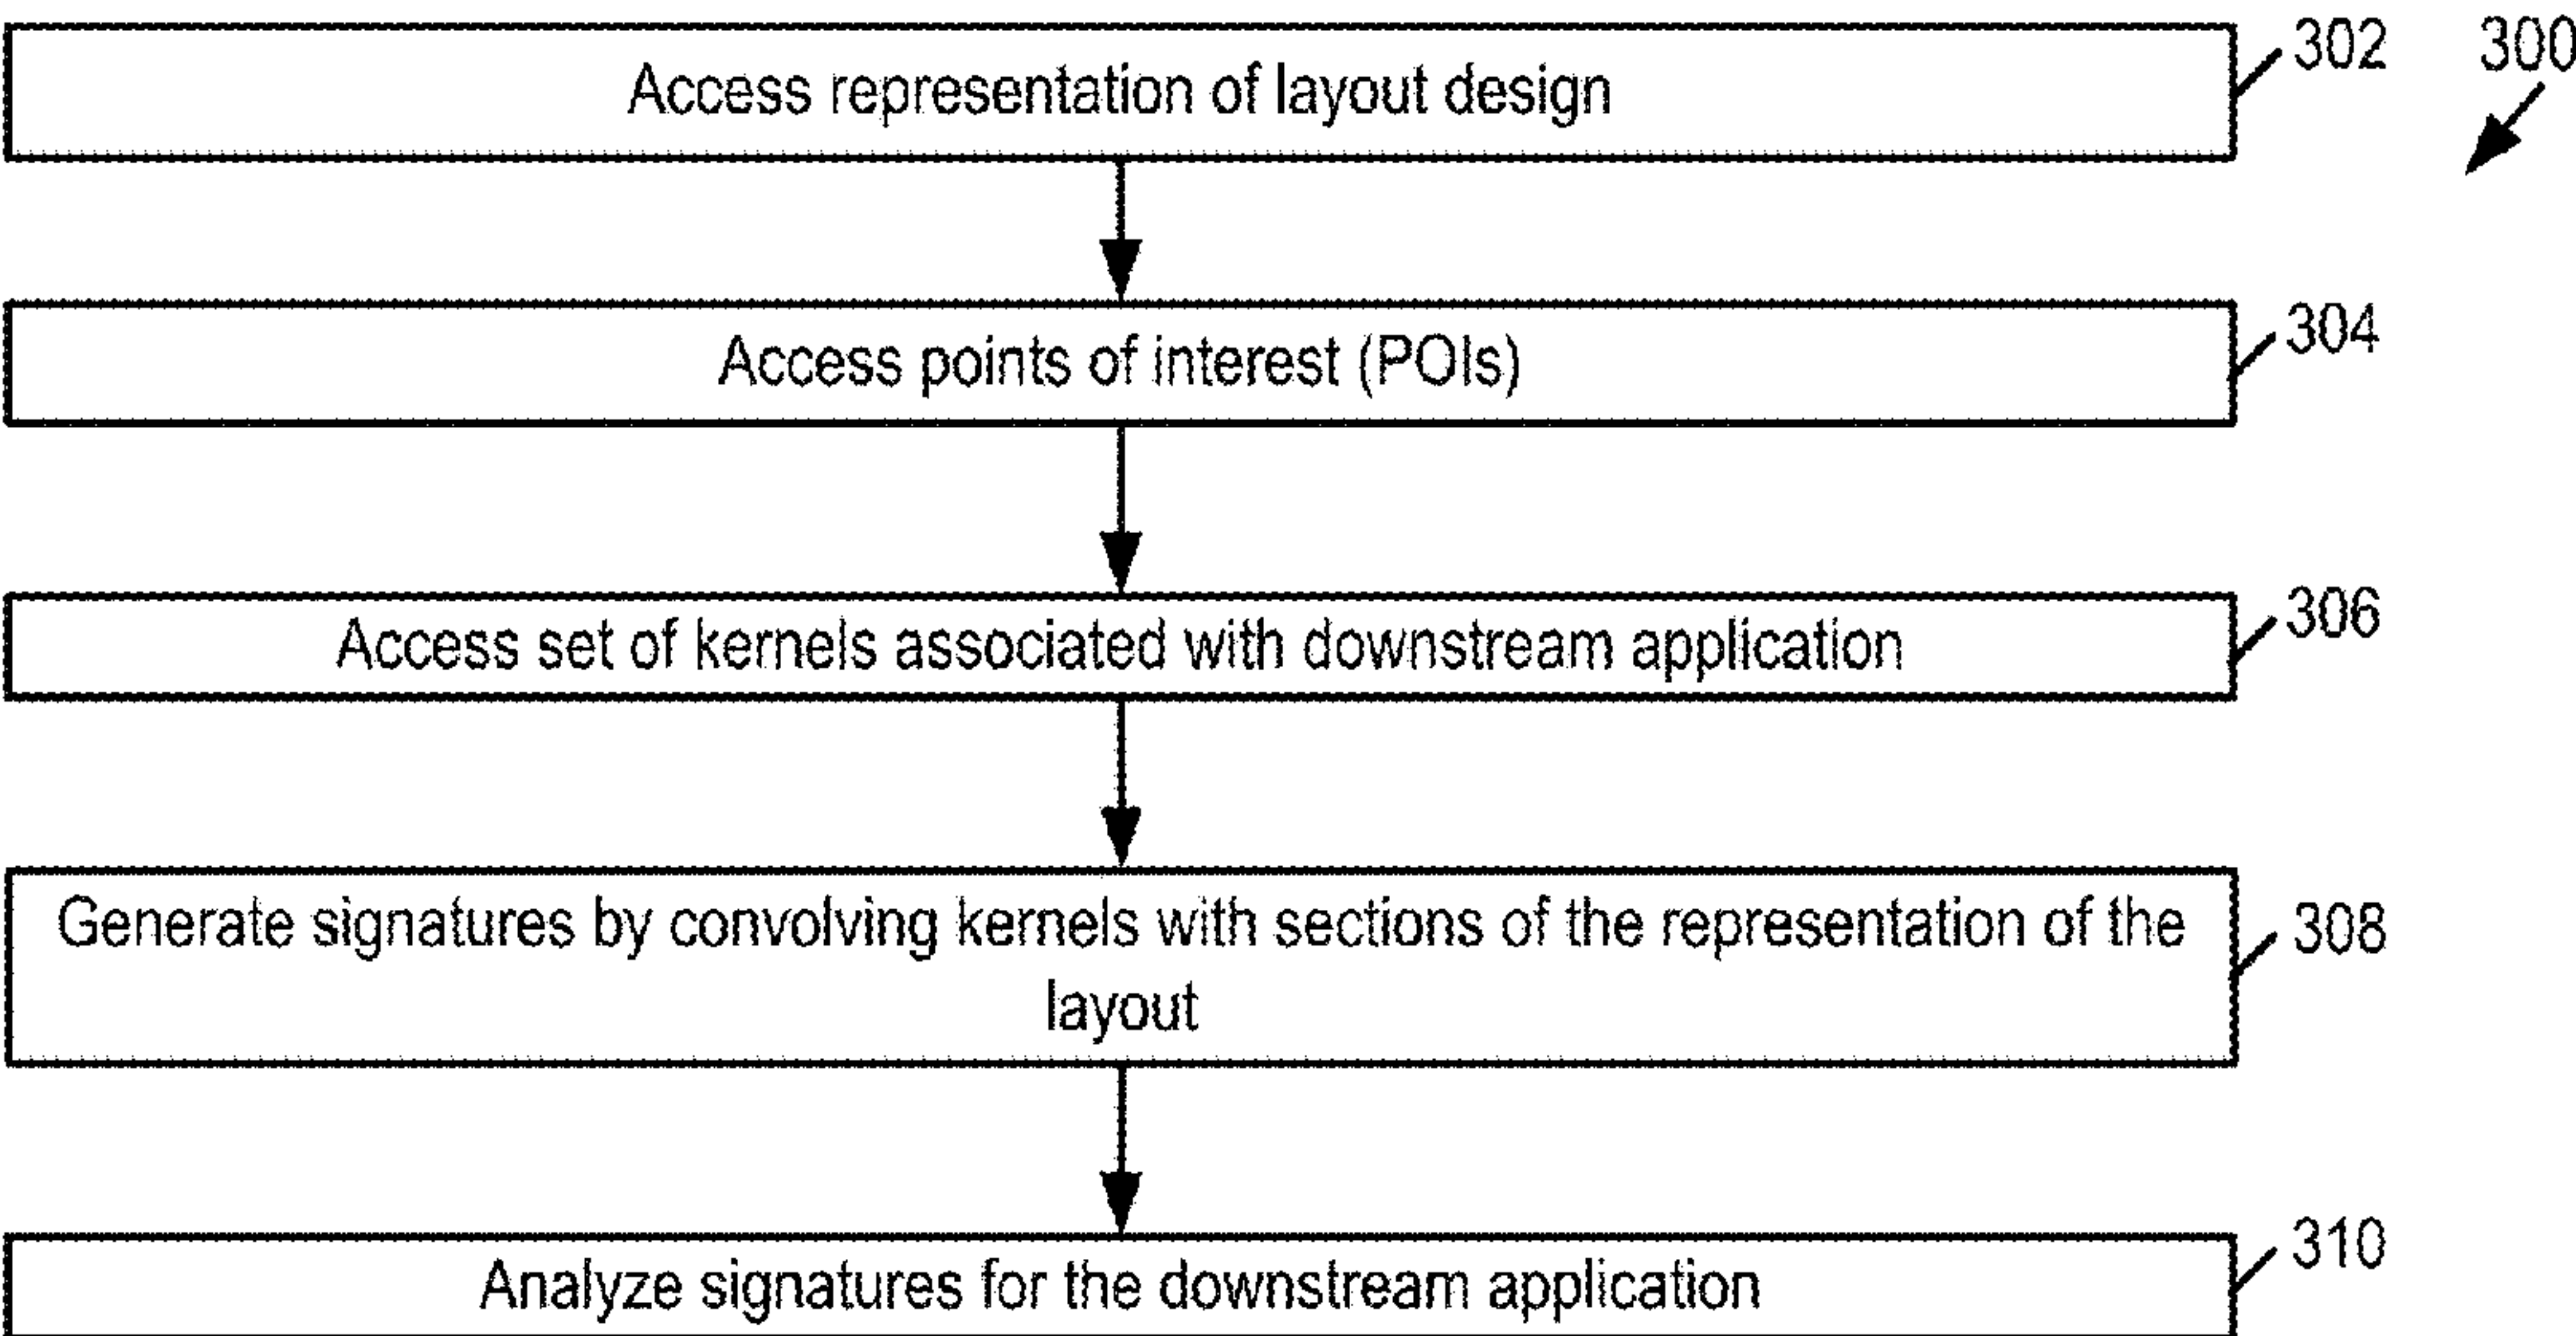 Access representation of layout design
302
300
Access points of interest (POIs)
304
Access set of kernels associated with downstream application
306
Generate signatures by convolving kernels with sections of the representation of the
layout
308
Analyze signatures for the downstream application
310